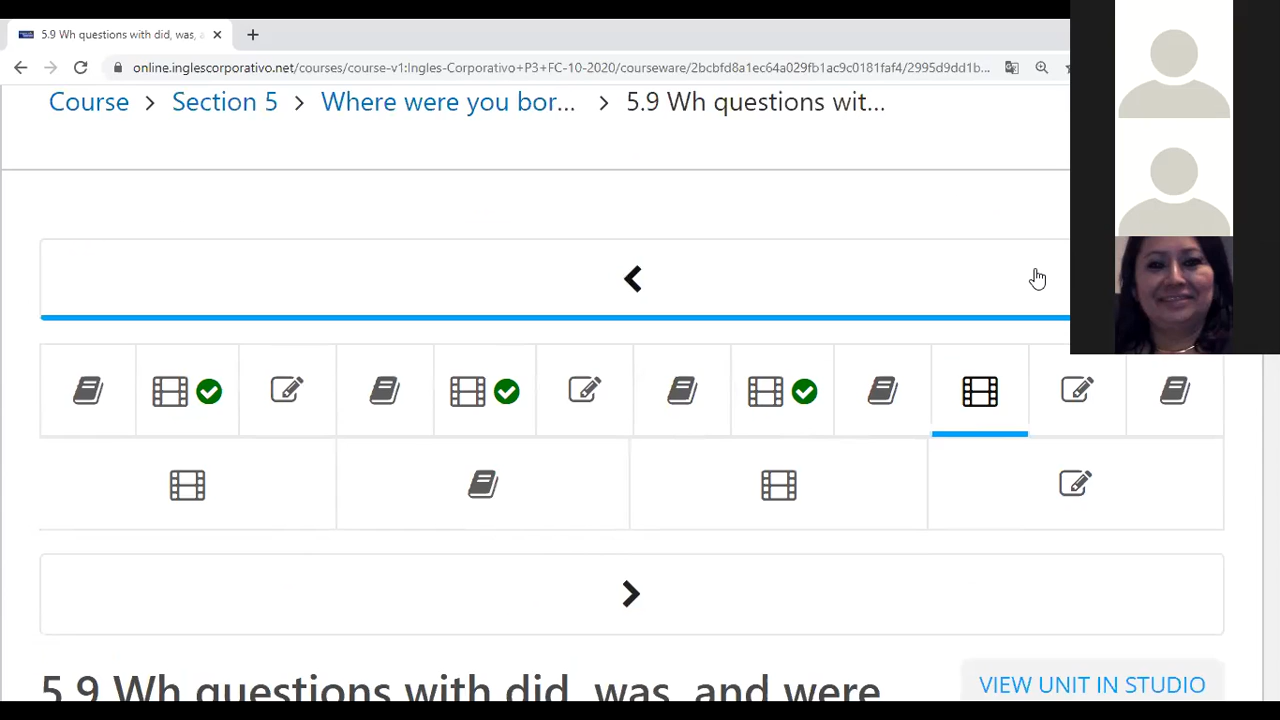 5.9 Wh questions with did, was, a
online.inglescorporativo.net/courses/course-v1:Ingles-Corporativo+P3+FC-10-2020/courseware/2bcbfd8a1ec64a029fb1ac9c0181faf4/2995d9dd1b...
Course > Section 5 > Where were you bor... > 5.9 Wh questions wit...
5.9 Wh questions with did, was, and were
VIEW UNIT IN STUDIO